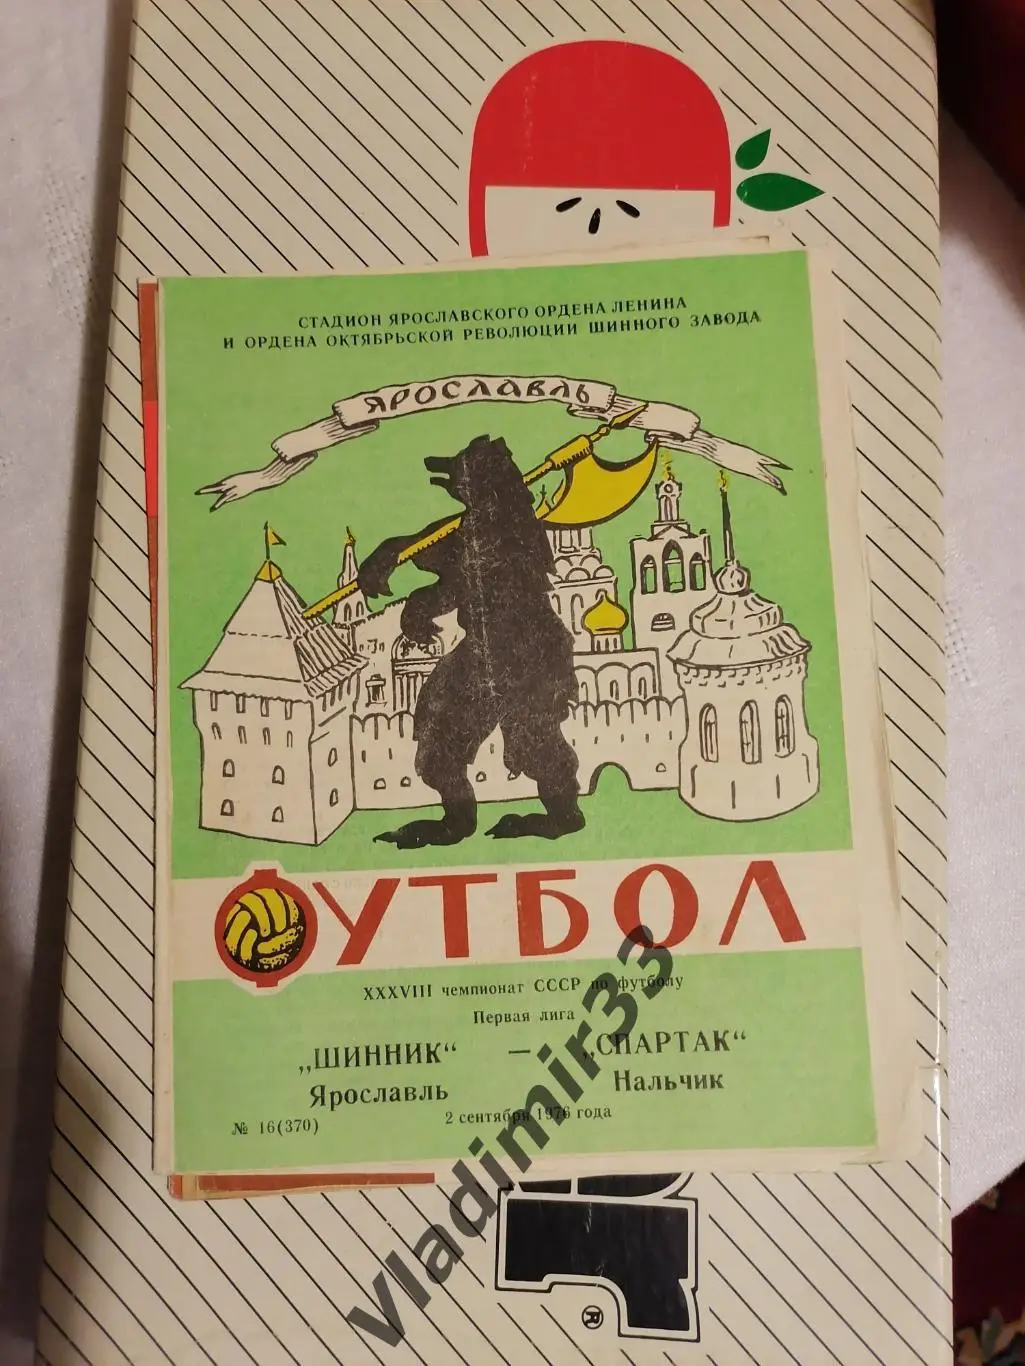 СТАДИОН ЯРОСЛАВСКОГО ОРДЕНА ЛЕНИНА
И ОРДЕНА ОКТЯБРЬСКОЙ РЕВОЛЮЦИИ ШИННОГО ЗАВОДА
ЯРОСЛАВЛЬ
ФУТБОЛ
XXXVIII чемпионат СССР по футболу
Первая лига
„ШИННИК“ — „СПАРТАК“
Ярославль Нальчик
№ 16(370) 2 сентября 1976 года
vladimir33
®